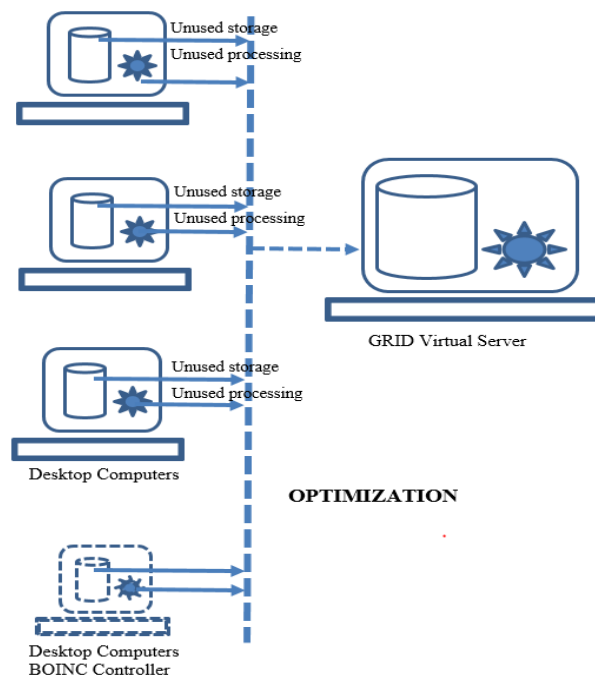 Unused storage
Unused processing
Unused storage
Unused processing
GRID Virtual Server
Unused storage
Unused processing
Desktop Computers
OPTIMIZATION
Desktop Computers
BOINC Controller